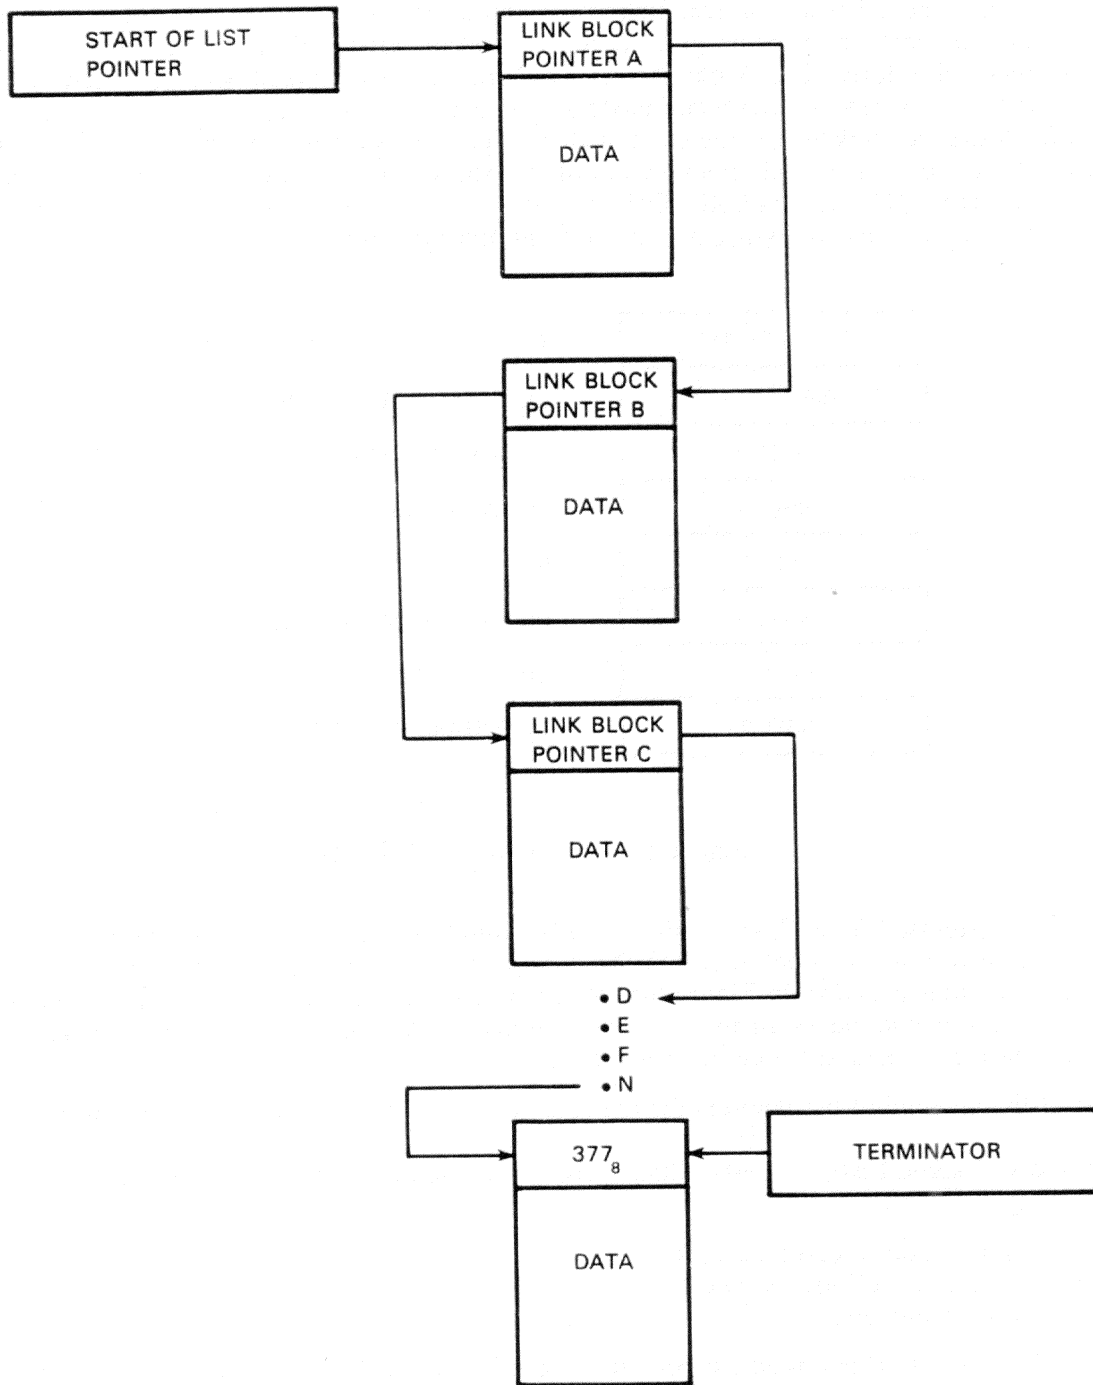 START OF LIST
POINTER
LINK BLOCK
POINTER A
DATA
LINK BLOCK
POINTER B
DATA
LINK BLOCK
POINTER C
DATA
• D
• E
• F
• N
377₈
TERMINATOR
DATA